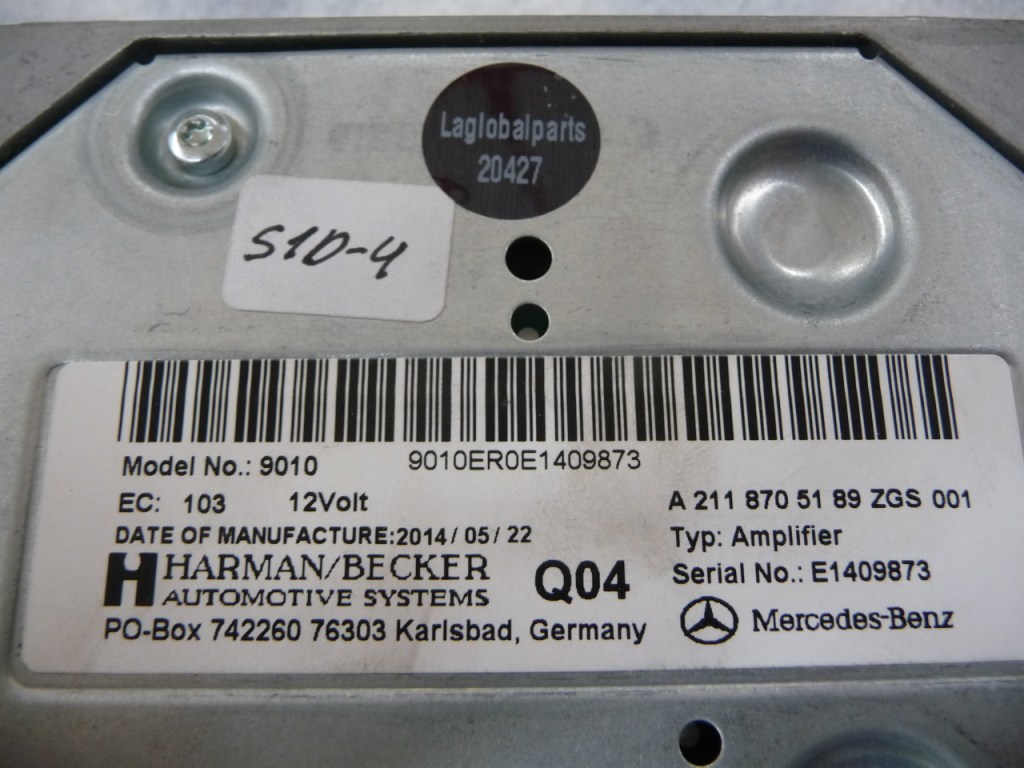 Laglobalparts
20427
S1D-4
Model No.: 9010
9010ER0E1409873
EC: 103 12Volt
A 211 870 51 89 ZGS 001
DATE OF MANUFACTURE:2014/05/22
Typ: Amplifier
HARMAN/BECKER
AUTOMOTIVE SYSTEMS
Q04
Serial No.: E1409873
PO-Box 742260 76303 Karlsbad, Germany
Mercedes-Benz